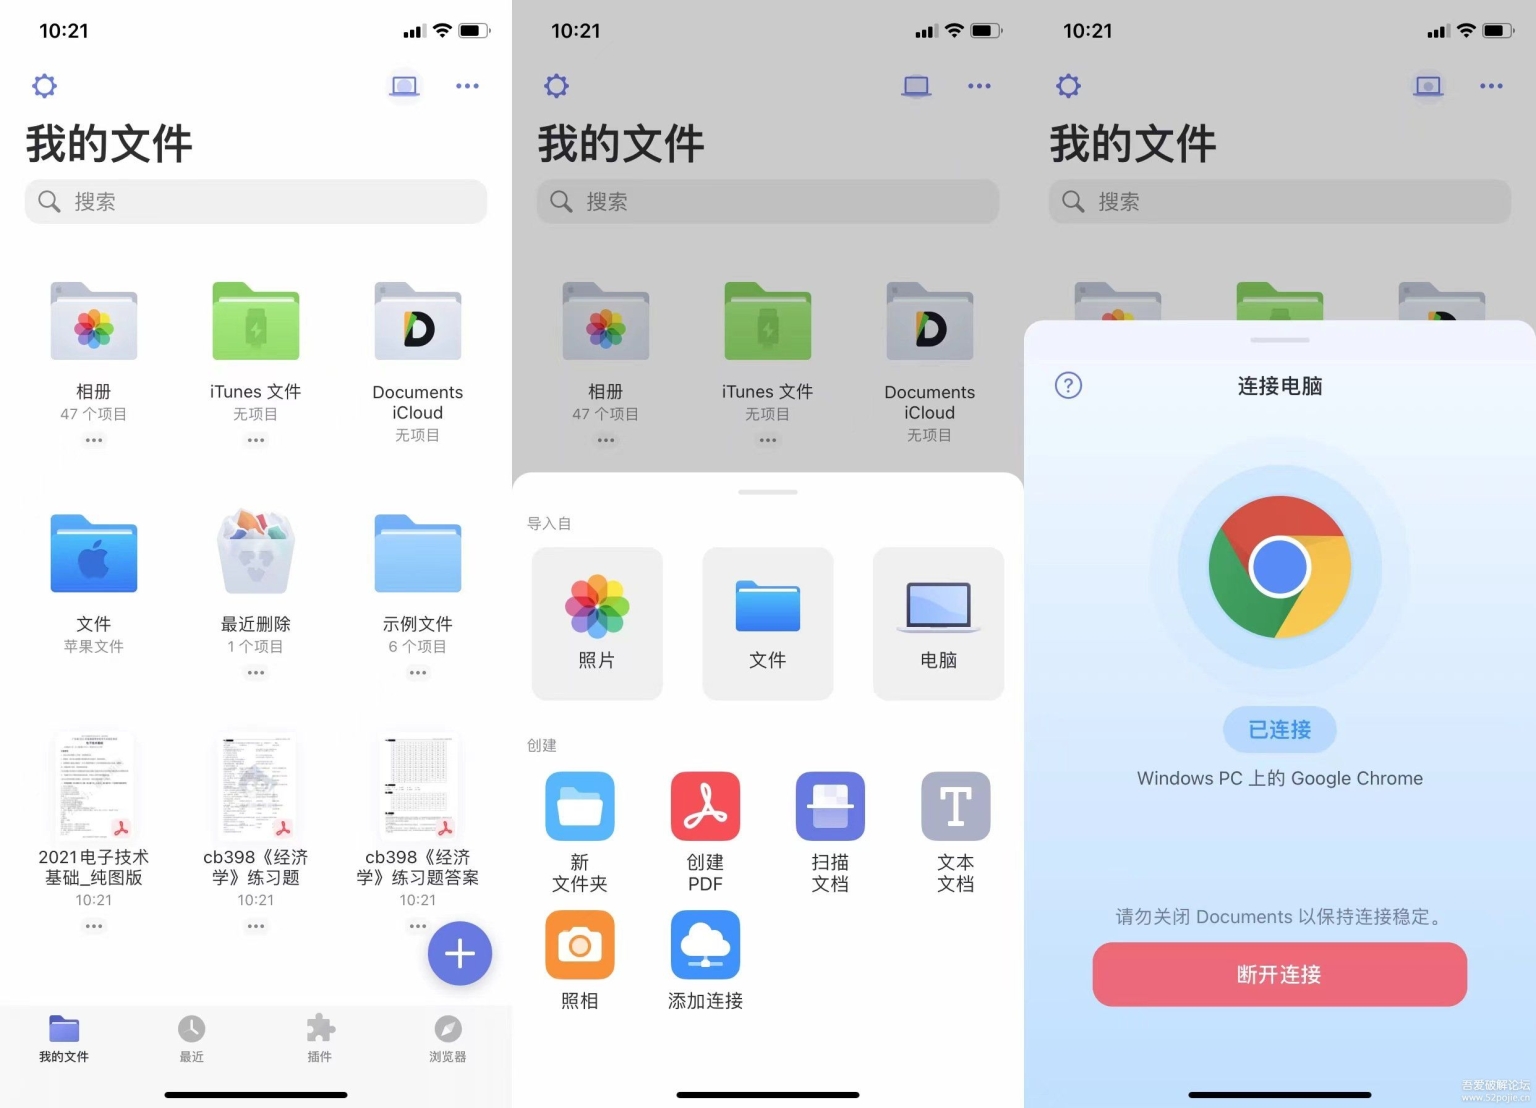 10:21
我的文件
搜索
相册
47 个项目
iTunes 文件
无项目
Documents
iCloud
无项目
文件
苹果文件
最近删除
1 个项目
示例文件
6 个项目
2021电子技术
基础_纯图版
10:21
cb398《经济
学》练习题
10:21
cb398《经济
学》练习题答案
10:21
我的文件
最近
插件
浏览器
10:21
我的文件
搜索
相册
47 个项目
iTunes 文件
无项目
Documents
iCloud
无项目
导入自
照片
文件
电脑
创建
新
文件夹
创建
PDF
扫描
文档
文本
文档
照相
添加连接
10:21
我的文件
搜索
连接电脑
已连接
Windows PC 上的 Google Chrome
请勿关闭 Documents 以保持连接稳定。
断开连接
吾爱破解论坛
www.52pojie.cn